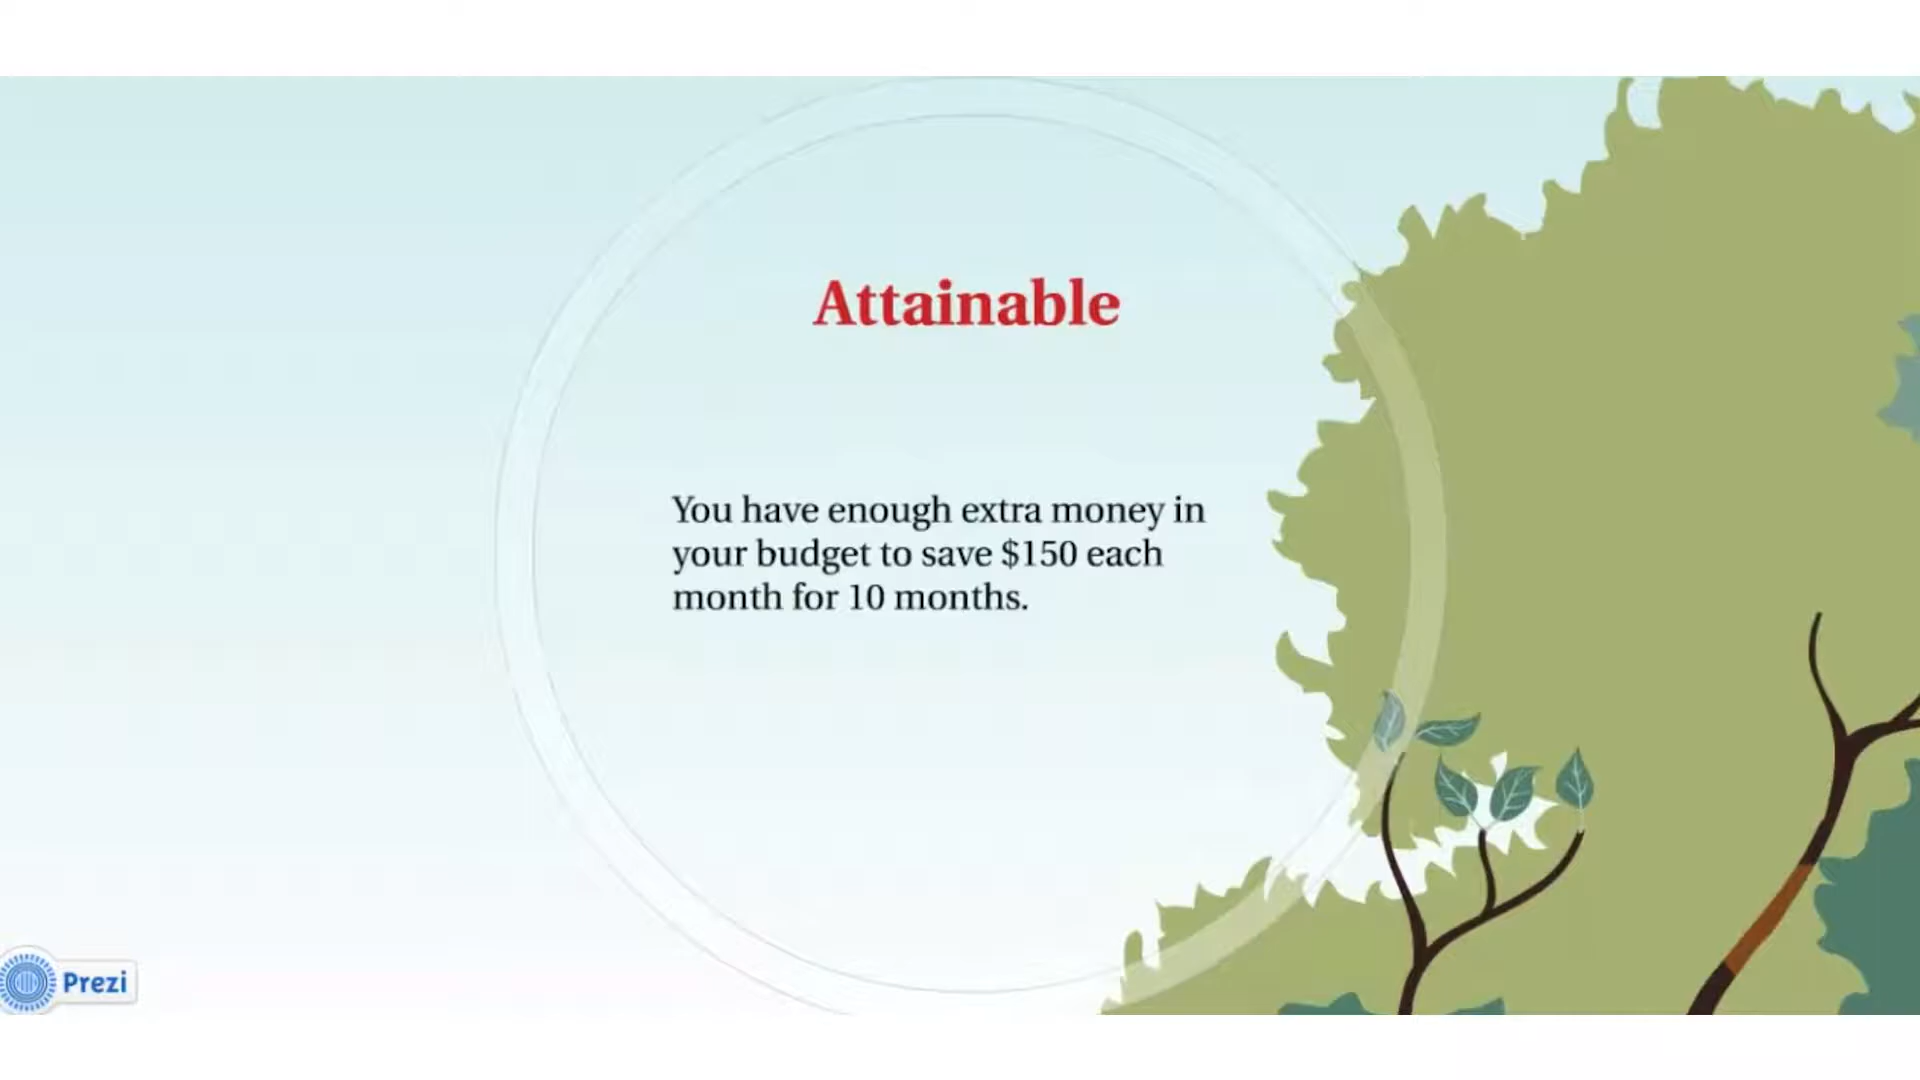 Attainable
You have enough extra money in
your budget to save $150 each
month for 10 months.
Prezi